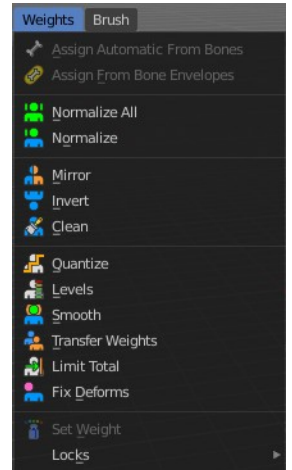 Weights Brush
Assign Automatic From Bones
Assign From Bone Envelopes
Normalize All
Normalize
Mirror
Invert
Clean
Quantize
Levels
Smooth
Transfer Weights
Limit Total
Fix Deforms
Set Weight
Locks